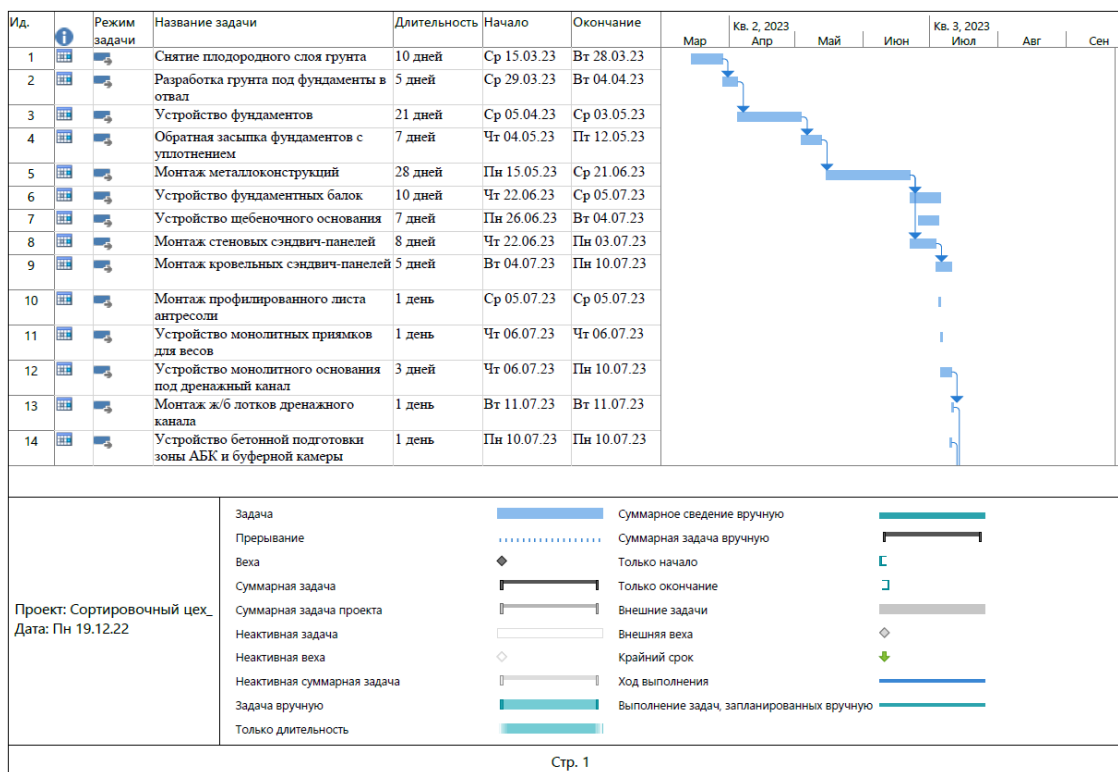 Ид. Режим задачи Название задачи Длительность Начало Окончание
Кв. 2, 2023 Кв. 3, 2023
Мар Апр Май Июн Июл Авг Сен
1 Снятие плодородного слоя грунта 10 дней Ср 15.03.23 Вт 28.03.23
2 Разработка грунта под фундаменты в 5 дней Ср 29.03.23 Вт 04.04.23
отвал
3 Устройство фундаментов 21 дней Ср 05.04.23 Ср 03.05.23
4 Обратная засыпка фундаментов с 7 дней Чт 04.05.23 Пт 12.05.23
уплотнением
5 Монтаж металлоконструкций 28 дней Пн 15.05.23 Ср 21.06.23
6 Устройство фундаментных балок 10 дней Чт 22.06.23 Ср 05.07.23
7 Устройство щебеночного основания 7 дней Пн 26.06.23 Вт 04.07.23
8 Монтаж стеновых сэндвич-панелей 8 дней Чт 22.06.23 Пн 03.07.23
9 Монтаж кровельных сэндвич-панелей 5 дней Вт 04.07.23 Пн 10.07.23
10 Монтаж профилированного листа 1 день Ср 05.07.23 Ср 05.07.23
антресоли
11 Устройство монолитных приямков 1 день Чт 06.07.23 Чт 06.07.23
для весов
12 Устройство монолитного основания 3 дней Чт 06.07.23 Пн 10.07.23
под дренажный канал
13 Монтаж ж/б лотков дренажного 1 день Вт 11.07.23 Вт 11.07.23
канала
14 Устройство бетонной подготовки 1 день Пн 10.07.23 Пн 10.07.23
зоны АБК и буферной камеры
Проект: Сортировочный цех_
Дата: Пн 19.12.22
Задача
Прерывание
Веха
Суммарная задача
Суммарная задача проекта
Неактивная задача
Неактивная веха
Неактивная суммарная задача
Задача вручную
Только длительность
Суммарное сведение вручную
Суммарная задача вручную
Только начало
Только окончание
Внешние задачи
Внешняя веха
Крайний срок
Ход выполнения
Выполнение задач, запланированных вручную
Стр. 1